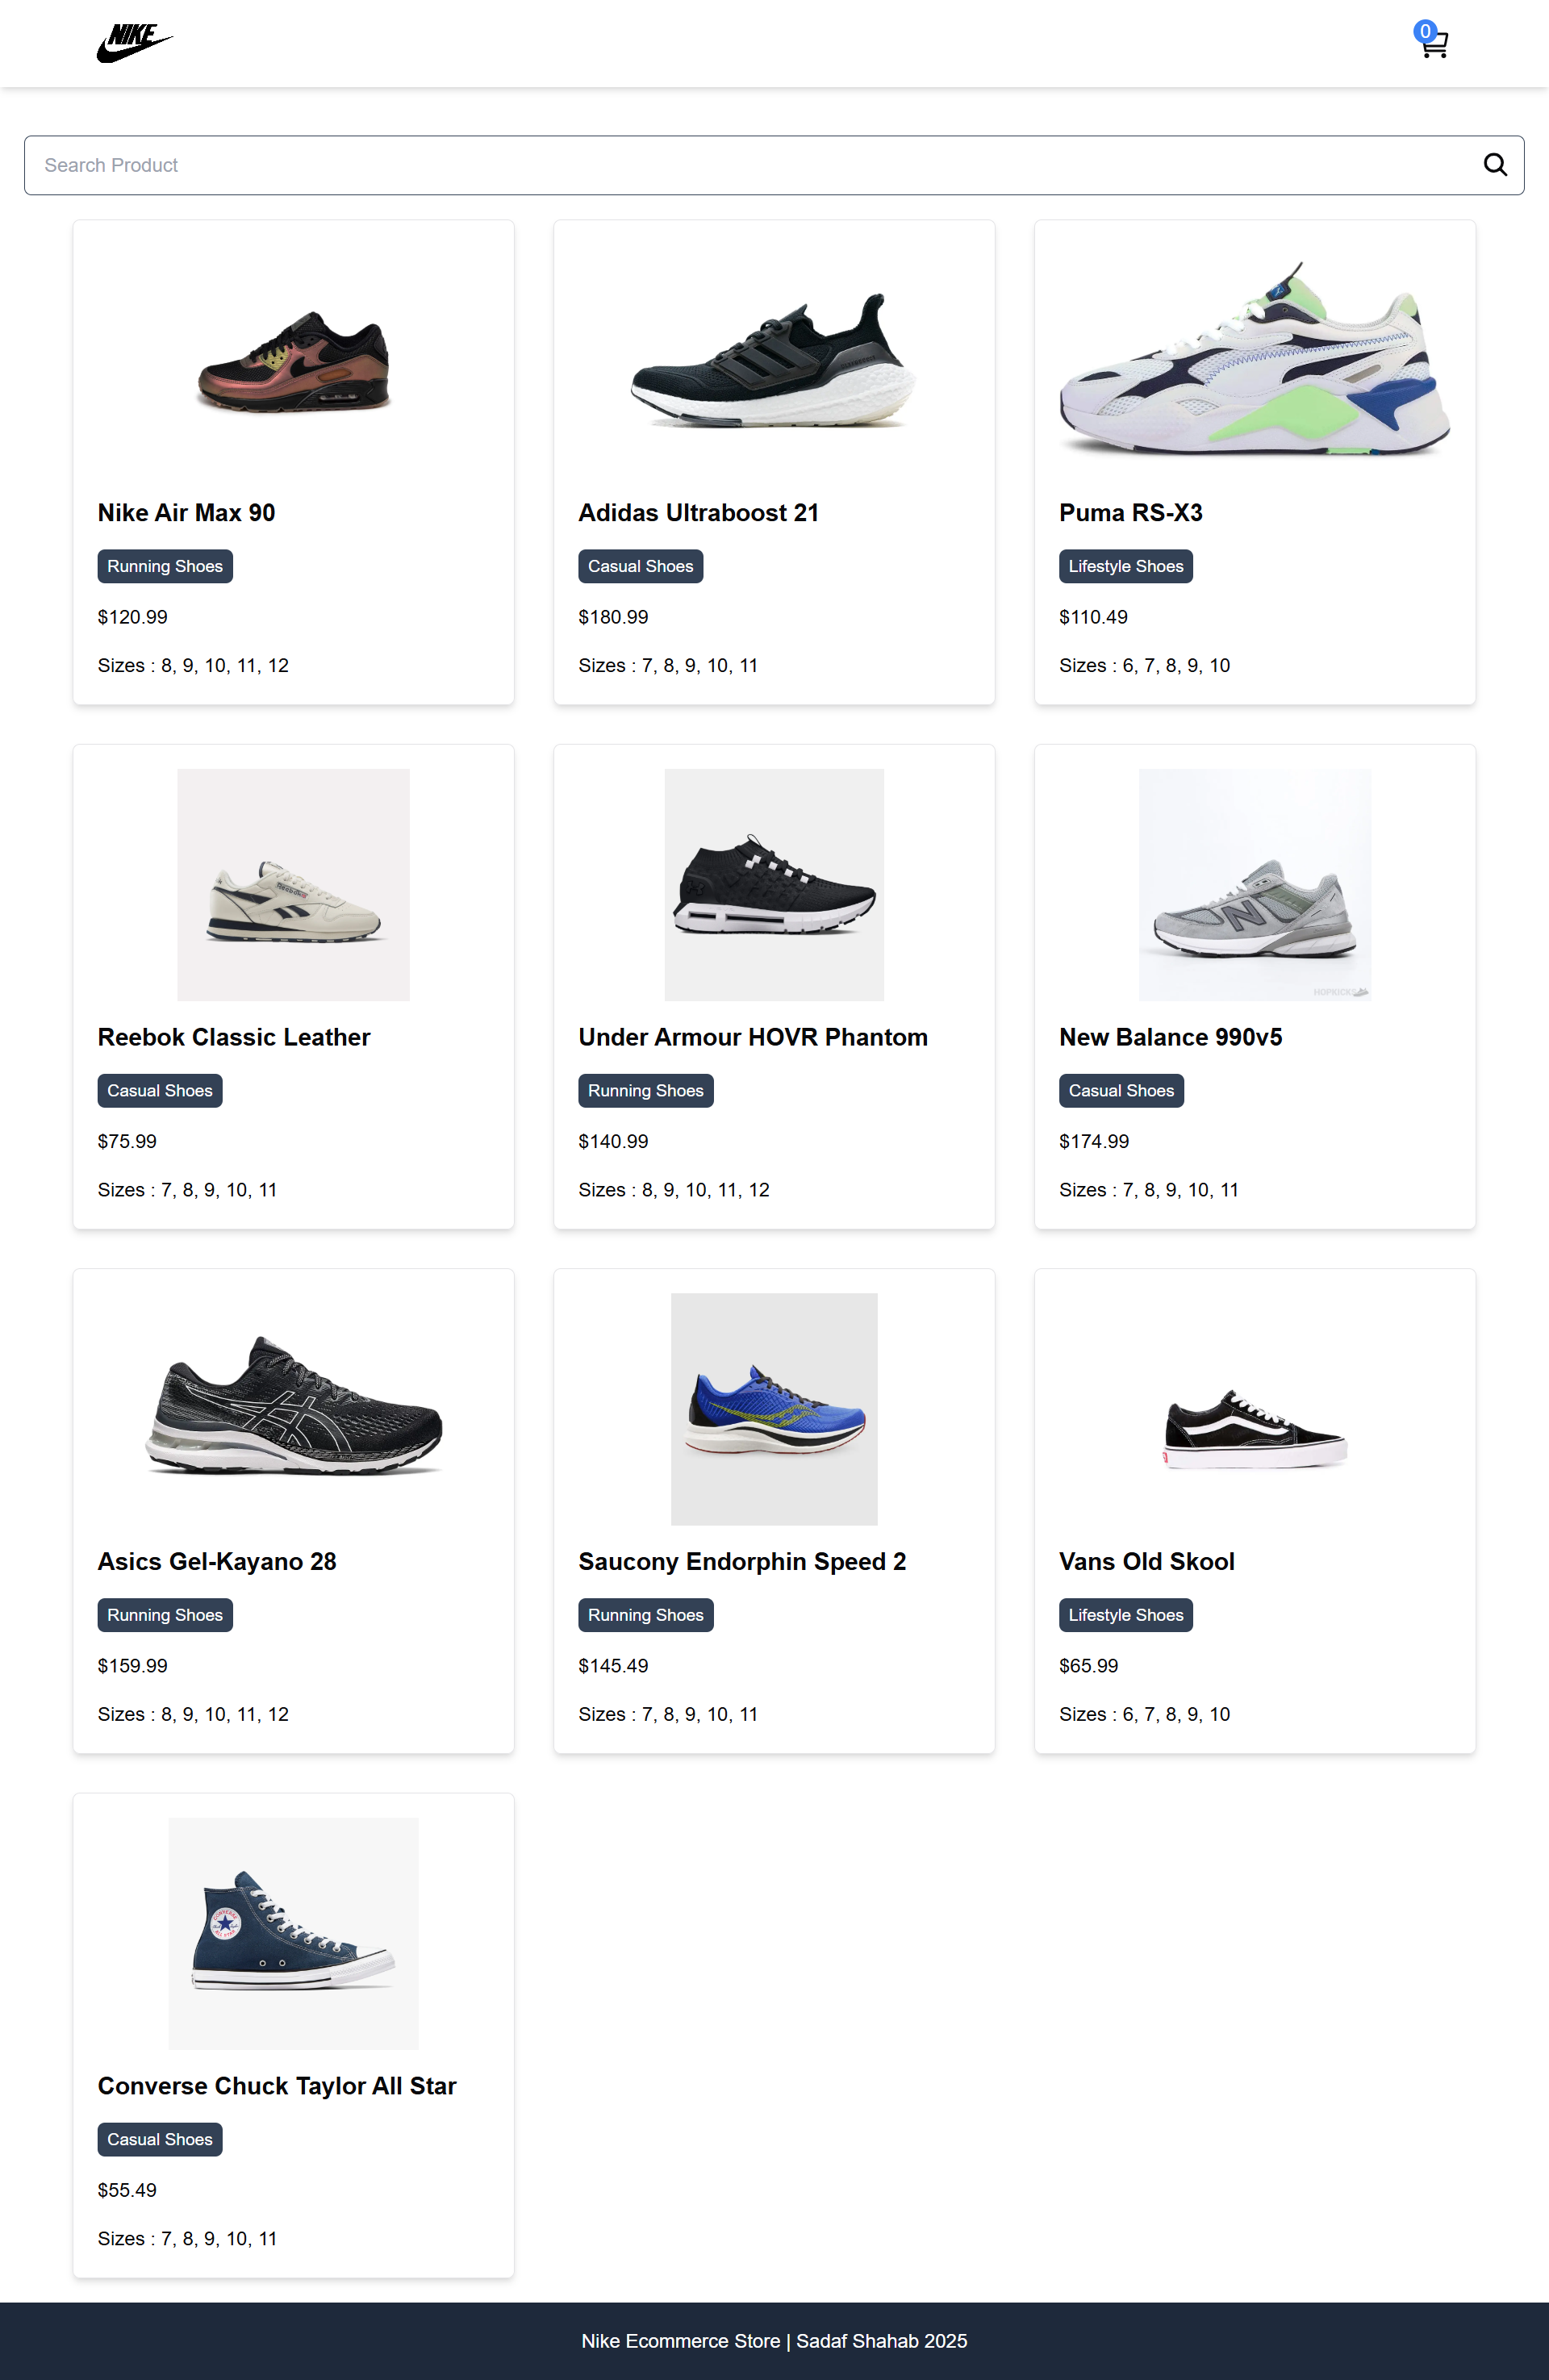 NIKE
0
Search Product
Nike Air Max 90
Running Shoes
$120.99
Sizes : 8, 9, 10, 11, 12
Adidas Ultraboost 21
Casual Shoes
$180.99
Sizes : 7, 8, 9, 10, 11
Puma RS-X3
Lifestyle Shoes
$110.49
Sizes : 6, 7, 8, 9, 10
Reebok
Reebok Classic Leather
Casual Shoes
$75.99
Sizes : 7, 8, 9, 10, 11
Under Armour HOVR Phantom
Running Shoes
$140.99
Sizes : 8, 9, 10, 11, 12
N
HOPKICKS
New Balance 990v5
Casual Shoes
$174.99
Sizes : 7, 8, 9, 10, 11
Asics Gel-Kayano 28
Running Shoes
$159.99
Sizes : 8, 9, 10, 11, 12
Saucony Endorphin Speed 2
Running Shoes
$145.49
Sizes : 7, 8, 9, 10, 11
Vans Old Skool
Lifestyle Shoes
$65.99
Sizes : 6, 7, 8, 9, 10
CONVERSE
ALL STAR
Converse Chuck Taylor All Star
Casual Shoes
$55.49
Sizes : 7, 8, 9, 10, 11
Nike Ecommerce Store | Sadaf Shahab 2025